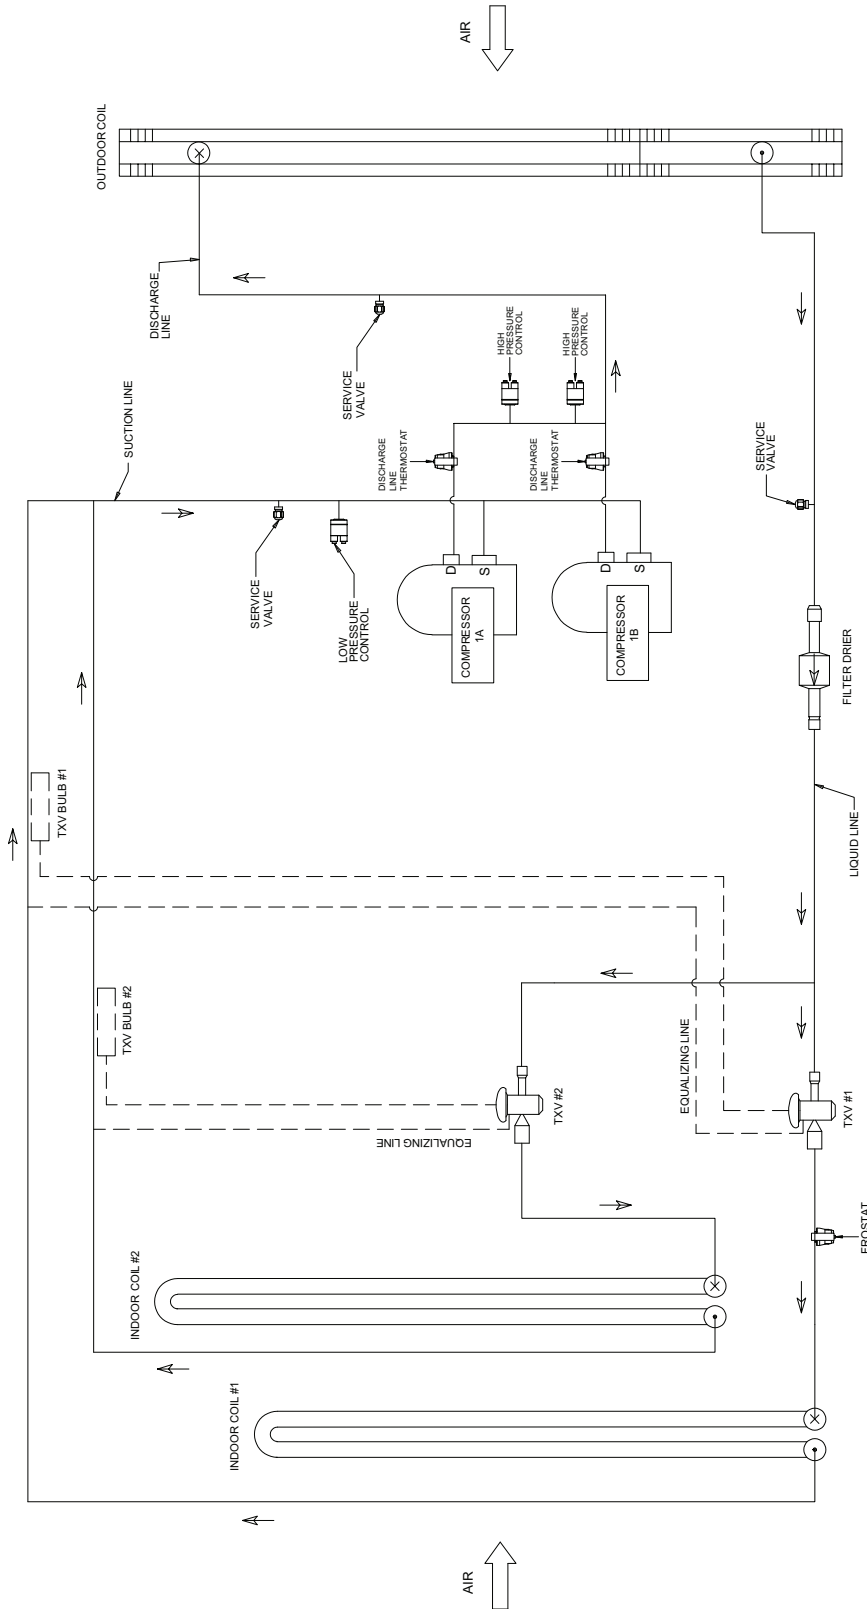 AIR
OUTDOOR COIL
DISCHARGE
LINE
SUCTION LINE
SERVICE
VALVE
HIGH
PRESSURE
CONTROL
HIGH
PRESSURE
CONTROL
DISCHARGE
LINE
THERMOSTAT
DISCHARGE
LINE
THERMOSTAT
SERVICE
VALVE
SERVICE
VALVE
LOW
PRESSURE
CONTROL
D
S
COMPRESSOR
1A
D
S
COMPRESSOR
1B
FILTER DRIER
LIQUID LINE
TXV BULB #1
TXV BULB #2
EQUALIZING LINE
TXV #2
EQUALIZING LINE
TXV #1
FROSTAT
INDOOR COIL #2
INDOOR COIL #1
AIR